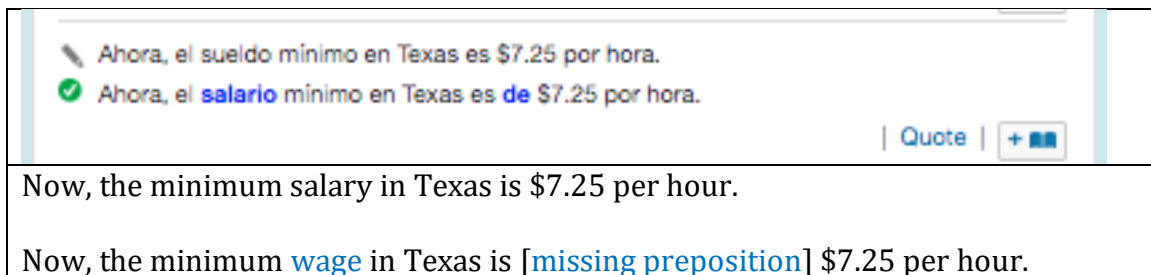 Ahora, el sueldo mínimo en Texas es $7.25 por hora.
Ahora, el salario mínimo en Texas es de $7.25 por hora.
| Quote | +
Now, the minimum salary in Texas is $7.25 per hour.
Now, the minimum wage in Texas is [missing preposition] $7.25 per hour.